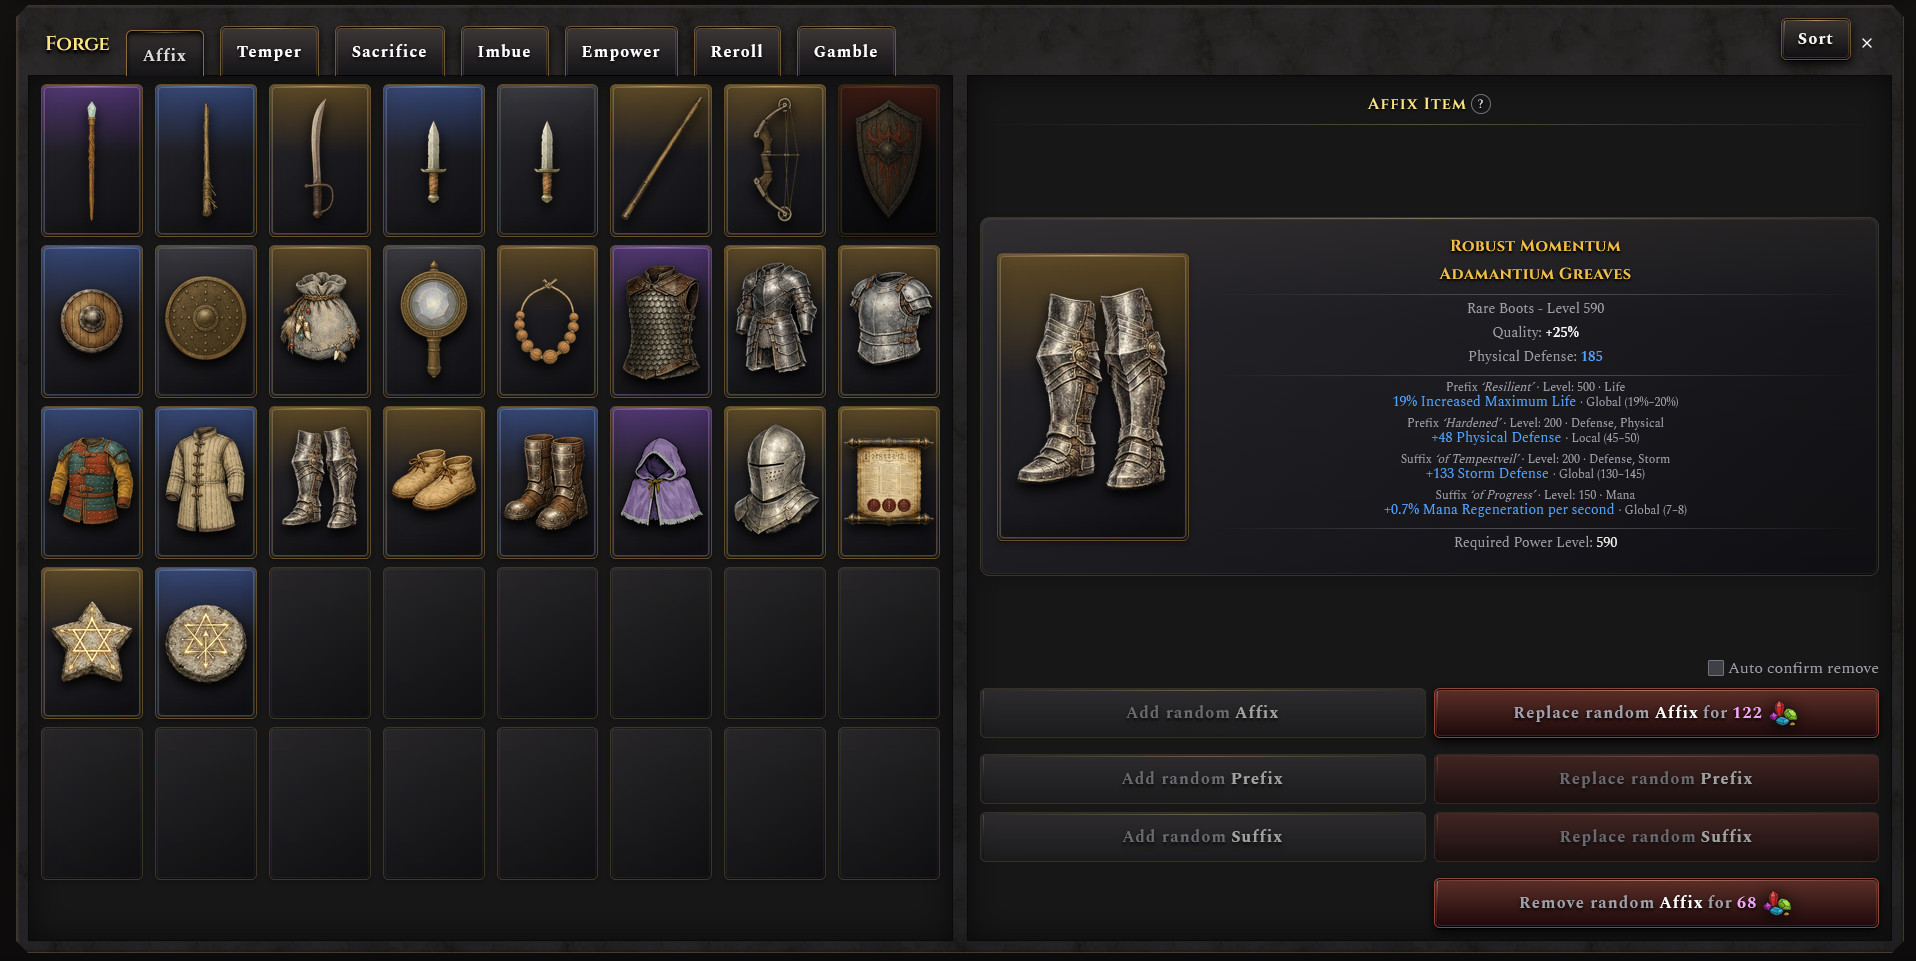 Forge
Affix
Temper
Sacrifice
Imbue
Empower
Reroll
Gamble
Sort
×
Affix Item ?
Robust Momentum
Adamantium Greaves
Rare Boots - Level 590
Quality: +25%
Physical Defense: 185
Prefix ‘Resilient’ · Level: 500 · Life
19% Increased Maximum Life · Global (19%–20%)
Prefix ‘Hardened’ · Level: 200 · Defense, Physical
+48 Physical Defense · Local (45–50)
Suffix ‘of Tempestveil’ · Level: 200 · Defense, Storm
+133 Storm Defense · Global (130–145)
Suffix ‘of Progress’ · Level: 150 · Mana
+0.7% Mana Regeneration per second · Global (7–8)
Required Power Level: 590
Auto confirm remove
Add random Affix
Replace random Affix for 122
Add random Prefix
Replace random Prefix
Add random Suffix
Replace random Suffix
Remove random Affix for 68